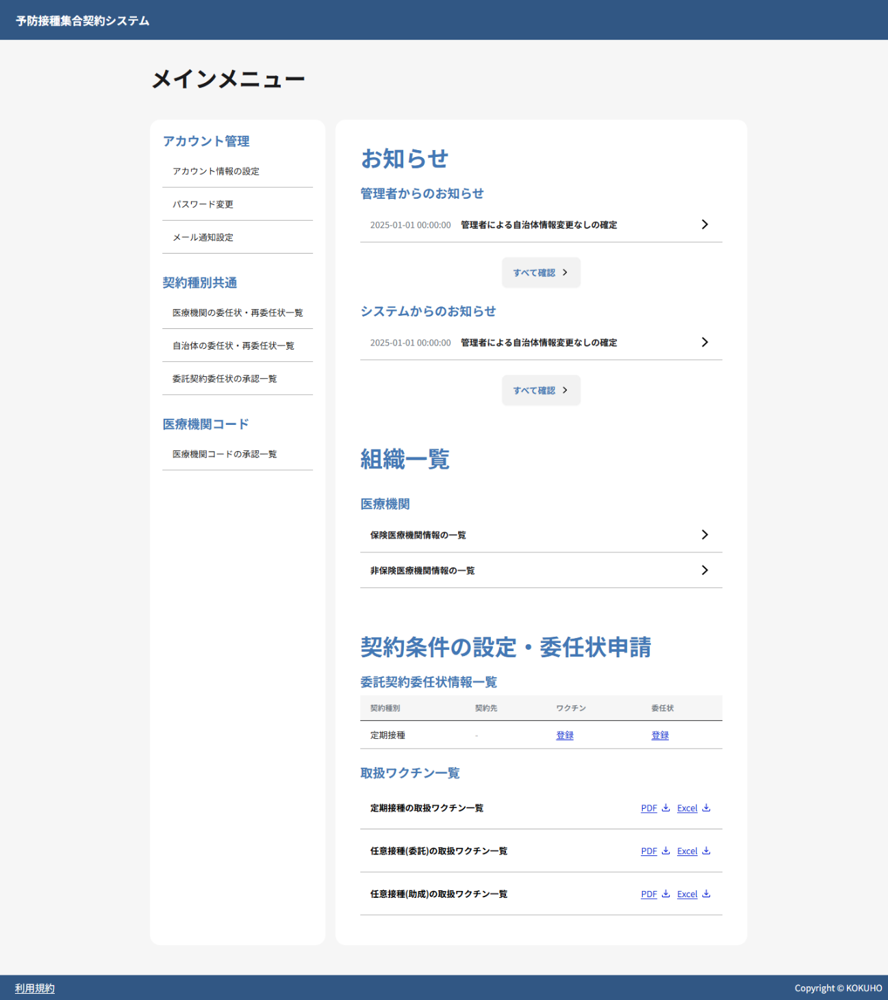 予防接種集合契約システム
メインメニュー
アカウント管理
アカウント情報の設定
パスワード変更
メール通知設定
契約種別共通
医療機関の委任状・再委任状一覧
自治体の委任状・再委任状一覧
委託契約委任状の承認一覧
医療機関コード
医療機関コードの承認一覧
お知らせ
管理者からのお知らせ
2025-01-01 00:00:00 管理者による自治体情報変更なしの確定
すべて確認
システムからのお知らせ
2025-01-01 00:00:00 管理者による自治体情報変更なしの確定
すべて確認
組織一覧
医療機関
保険医療機関情報の一覧
非保険医療機関情報の一覧
契約条件の設定・委任状申請
委託契約委任状情報一覧
契約種別 契約先 ワクチン 委任状
定期接種 - 登録 登録
取扱ワクチン一覧
定期接種の取扱ワクチン一覧 PDF Excel
任意接種(委託)の取扱ワクチン一覧 PDF Excel
任意接種(助成)の取扱ワクチン一覧 PDF Excel
利用規約 Copyright © KOKUHO